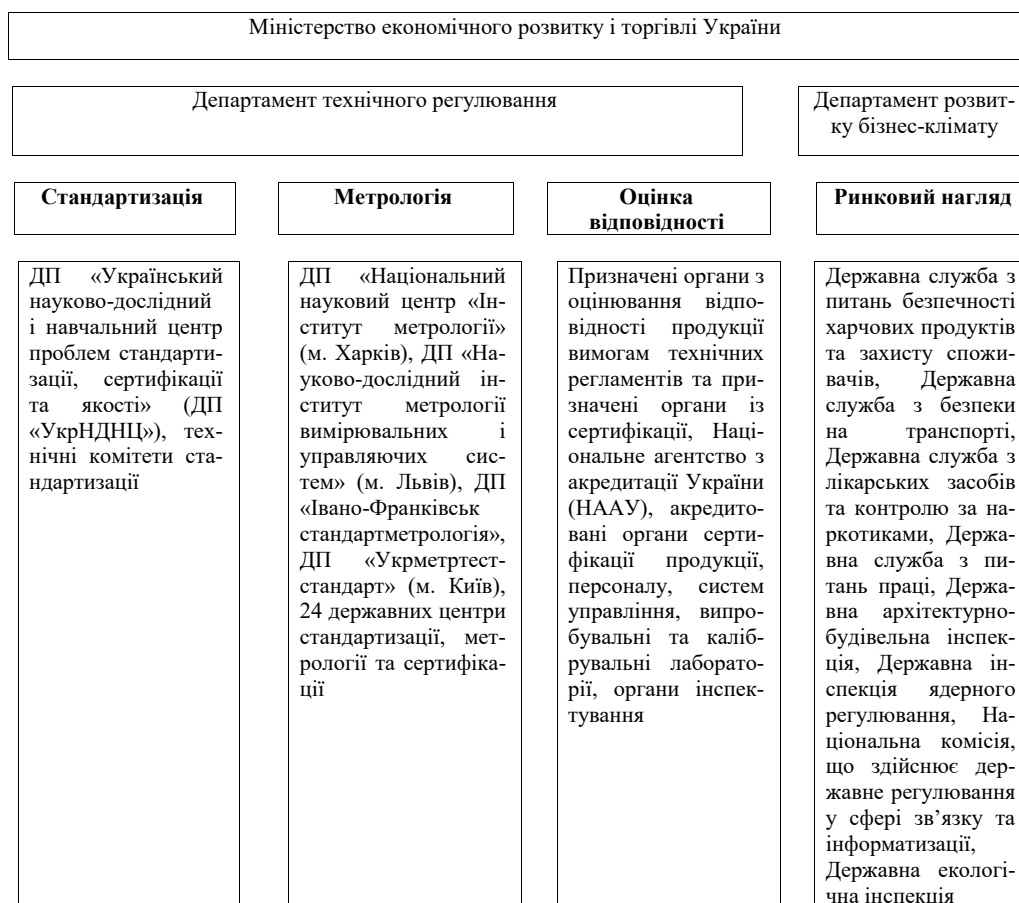 Міністерство економічного розвитку і торгівлі України
Департамент технічного регулювання
Департамент розвит-
ку бізнес-клімату
Стандартизація
Метрологія
Оцінка
відповідності
Ринковий нагляд
ДП «Український
науково-дослідний
і навчальний центр
проблем стандарти-
зації, сертифікації
та якості» (ДП
«УкрНДНЦ»), тех-
нічні комітети ста-
ндартизації
ДП «Національний
науковий центр «Ін-
ститут метрології»
(м. Харків), ДП «На-
уково-дослідний ін-
ститут метрології
вимірювальних і
управляючих сис-
тем» (м. Львів), ДП
«Івано-Франківськ
стандартметрологія»,
ДП «Укрметртест-
стандарт» (м. Київ),
24 державних центри
стандартизації, мет-
рології та сертифіка-
ції
Призначені органи з
оцінювання відпо-
відності продукції
вимогам технічних
регламентів та при-
значені органи із
сертифікації, Наці-
ональне агентство з
акредитації України
(НААУ), акредито-
вані органи серти-
фікації продукції,
персоналу, систем
управління, випро-
бувальні та каліб-
рувальні лаборато-
рії, органи інспек-
тування
Державна служба з
питань безпечності
харчових продуктів
та захисту спожи-
вачів, Державна
служба з безпеки
на транспорті,
Державна служба з
лікарських засобів
та контролю за на-
ркотиками, Держа-
вна служба з пи-
тань праці, Держа-
вна архітектурно-
будівельна інспек-
ція, Державна ін-
спекція ядерного
регулювання, На-
ціональна комісія,
що здійснює дер-
жавне регулювання
у сфері зв’язку та
інформатизації,
Державна екологі-
чна інспекція